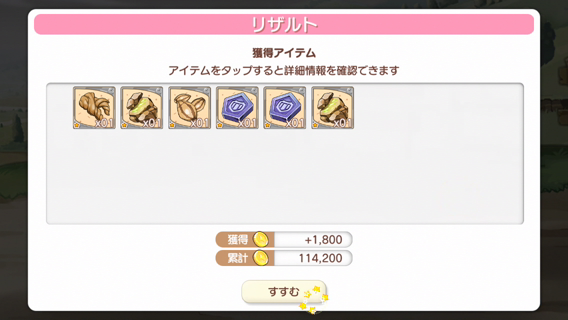 リザルト
獲得アイテム
アイテムをタップすると詳細情報を確認できます
x01 x01 x01 x01 x01 x01
獲得 +1,800
累計 114,200
すすむ